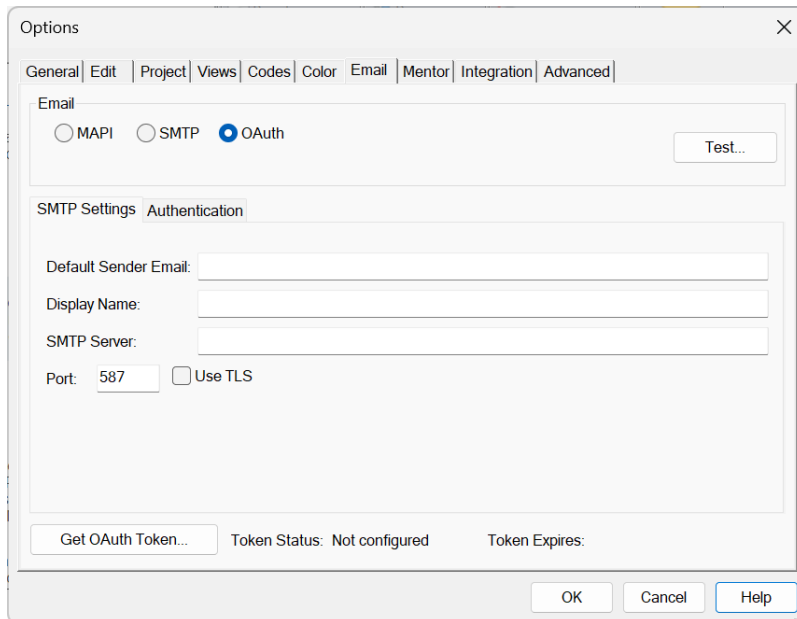 Options
General Edit Project Views Codes Color Email Mentor Integration Advanced
Email
MAPI SMTP OAuth
Test...
SMTP Settings Authentication
Default Sender Email:
Display Name:
SMTP Server:
Port: 587 Use TLS
Get OAuth Token... Token Status: Not configured Token Expires:
OK Cancel Help